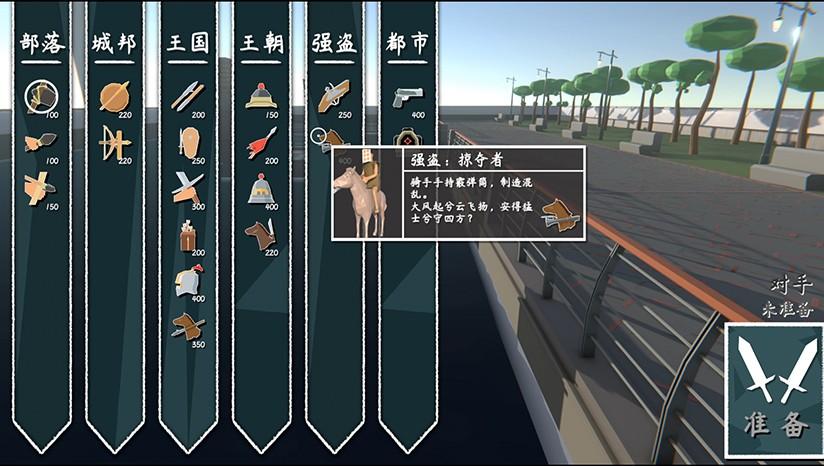 部落
城邦
王国
王朝
强盗
都市
100
220
200
150
250
400
100
220
250
200
400
强盗:掠夺者
骑手手持霰弹筒，制造混
乱。
大风起兮云飞扬，安得猛
士兮守四方？
150
300
400
200
220
400
350
对手
未准备
准备